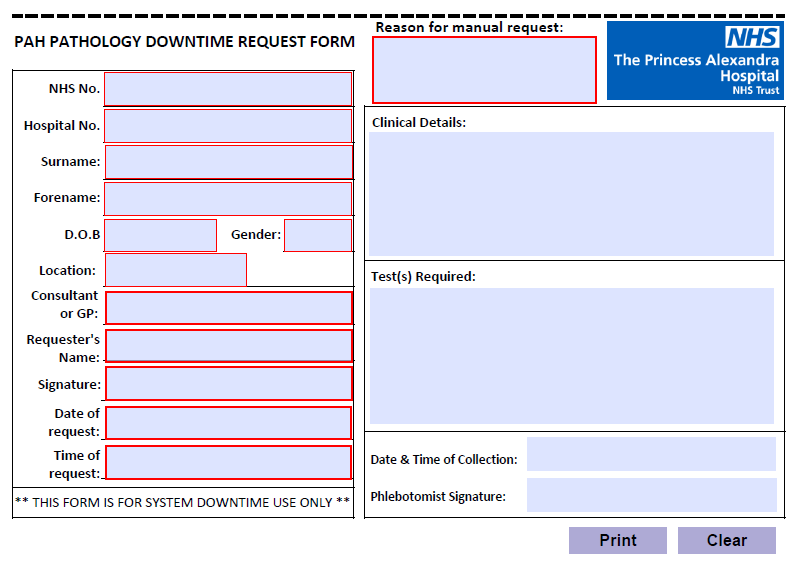 PAH PATHOLOGY DOWNTIME REQUEST FORM
Reason for manual request:
NHS
The Princess Alexandra
Hospital
NHS Trust
NHS No.
Hospital No.
Surname:
Forename:
D.O.B
Gender:
Location:
Consultant
or GP:
Requester's
Name:
Signature:
Date of
request:
Time of
request:
** THIS FORM IS FOR SYSTEM DOWNTIME USE ONLY **
Clinical Details:
Test(s) Required:
Date & Time of Collection:
Phlebotomist Signature:
Print
Clear